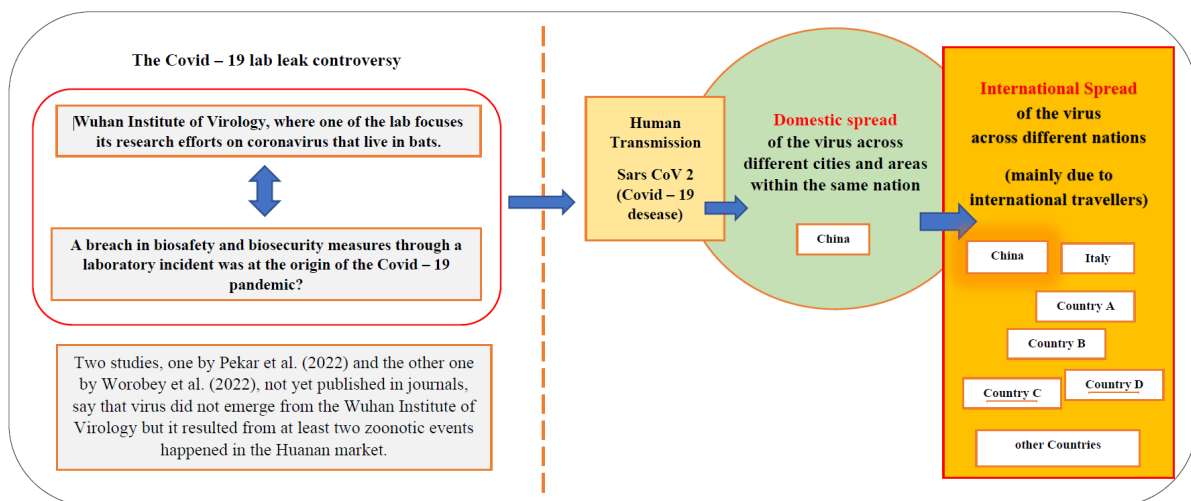 The Covid – 19 lab leak controversy
Wuhan Institute of Virology, where one of the lab focuses
its research efforts on coronavirus that live in bats.
A breach in biosafety and biosecurity measures through a
laboratory incident was at the origin of the Covid – 19
pandemic?
Two studies, one by Pekar et al. (2022) and the other one
by Worobey et al. (2022), not yet published in journals,
say that virus did not emerge from the Wuhan Institute of
Virology but it resulted from at least two zoonotic events
happened in the Huanan market.
Human
Transmission
Sars CoV 2
(Covid – 19
desease)
Domestic spread
of the virus across
different cities and areas
within the same nation
China
International Spread
of the virus
across different nations
(mainly due to
international travellers)
China
Italy
Country A
Country B
Country C
Country D
other Countries